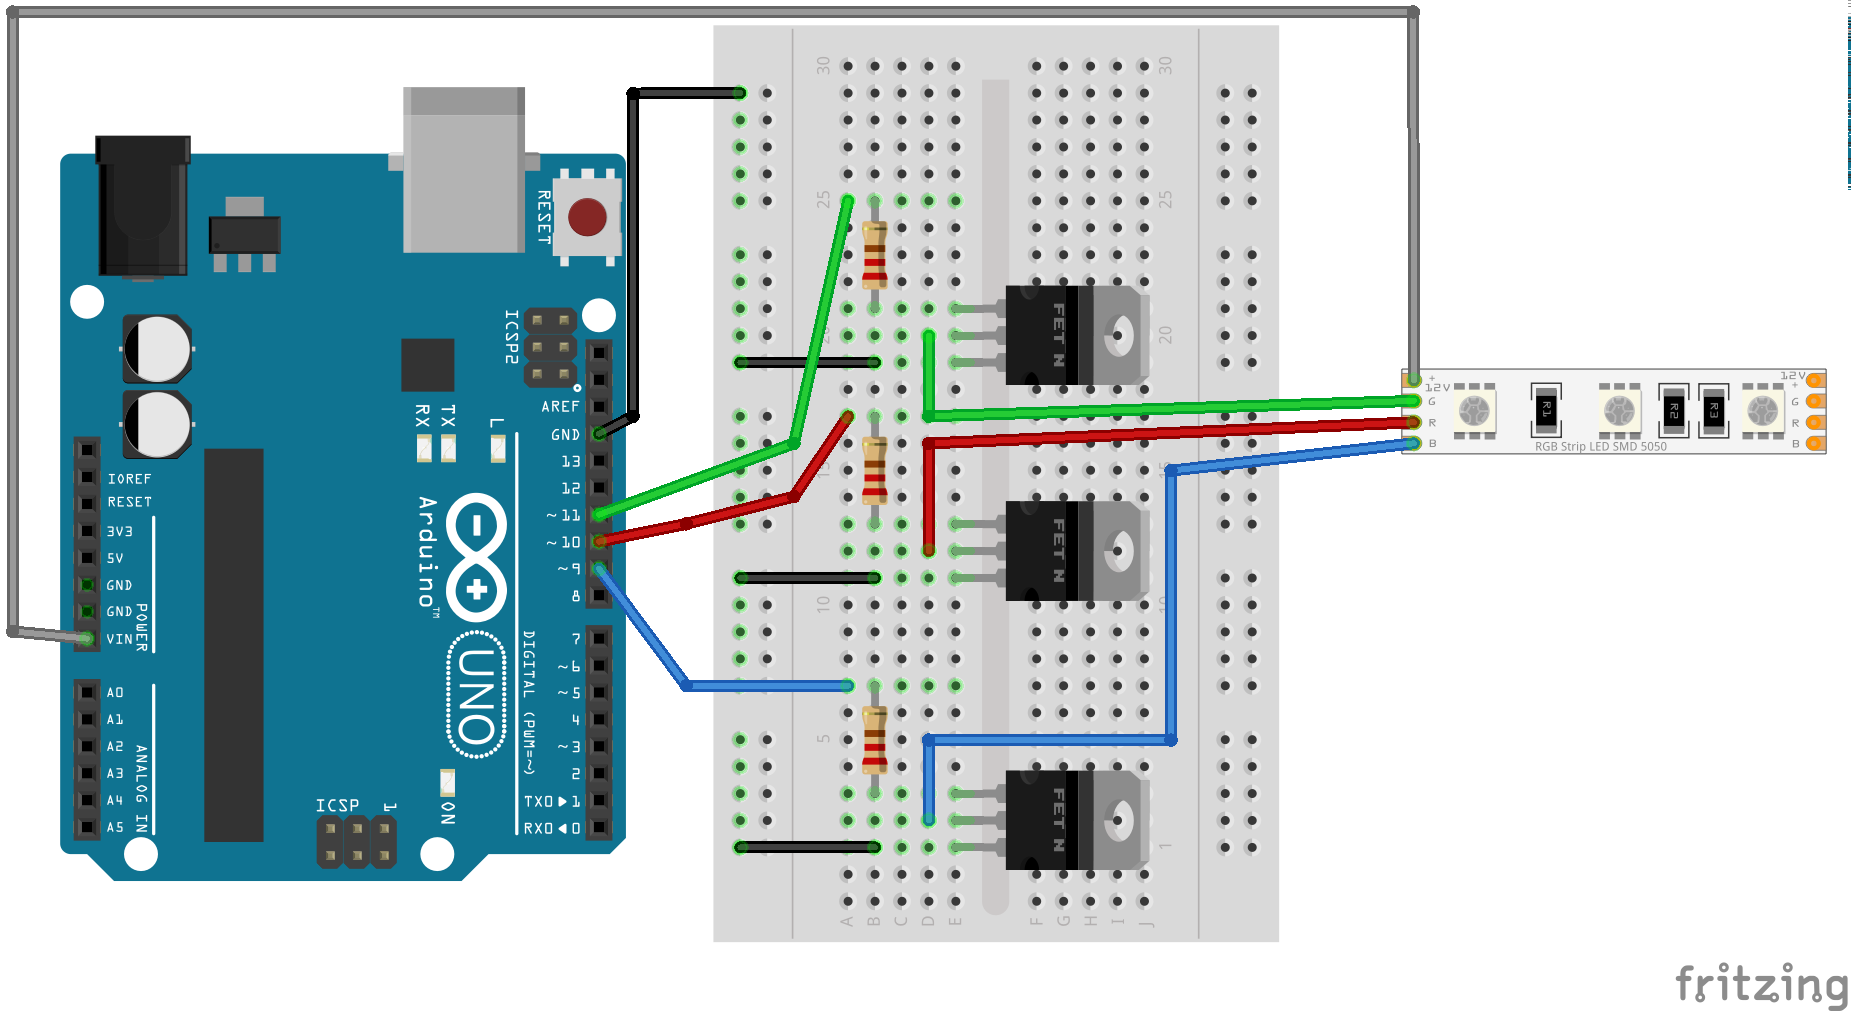 RESET
ICSP2
AREF
GND
13
12
~11
~10
~9
8
7
~6
~5
4
~3
2
TX0▶1
RX0◀0
DIGITAL (PWM=~)
RX
TX
L
Arduino™
UNO
ON
ICSP
1
IOREF
RESET
3V3
5V
GND
GND
VIN
POWER
A0
A1
A2
A3
A4
A5
ANALOG IN
30
25
20
15
10
5
1
A B C D E F G H I J
30
25
20
15
10
1
FET N
FET N
FET N
+
12V
G
R
B
R1
R2
R3
RGB Strip LED SMD 5050
12V
+
G
R
B
fritzing